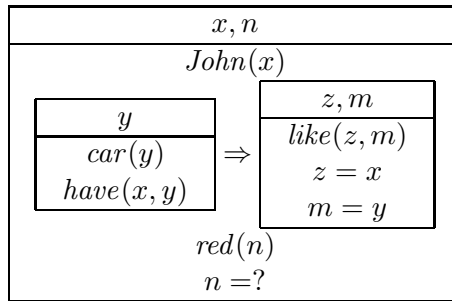 x, n
John(x)
y
car(y)
have(x, y)
⇒
z, m
like(z, m)
z = x
m = y
red(n)
n =?